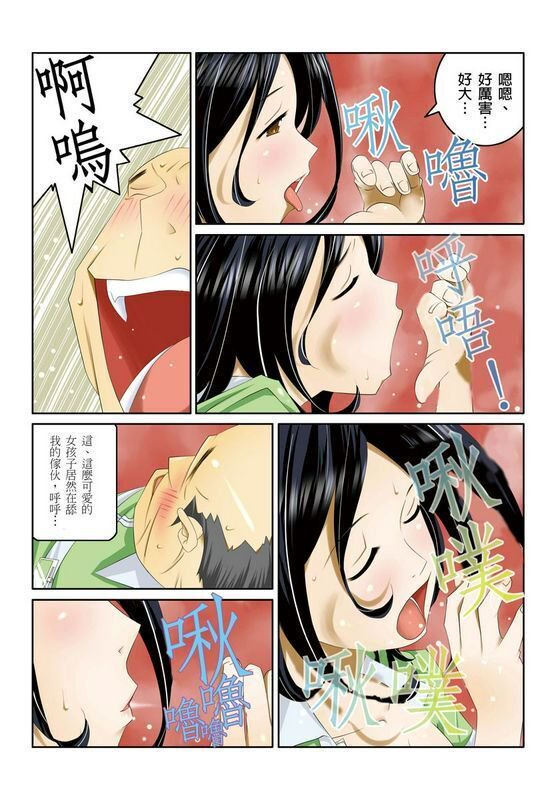 嗯嗯、
好厲害…
好大…
啾
嚕
啊
嗚
呼
唔
！
這、這麼可愛的
女孩子居然在舔
我的傢伙，呼呼…
啾
噗
啾
噗
啾
嚕
嚕
嚕